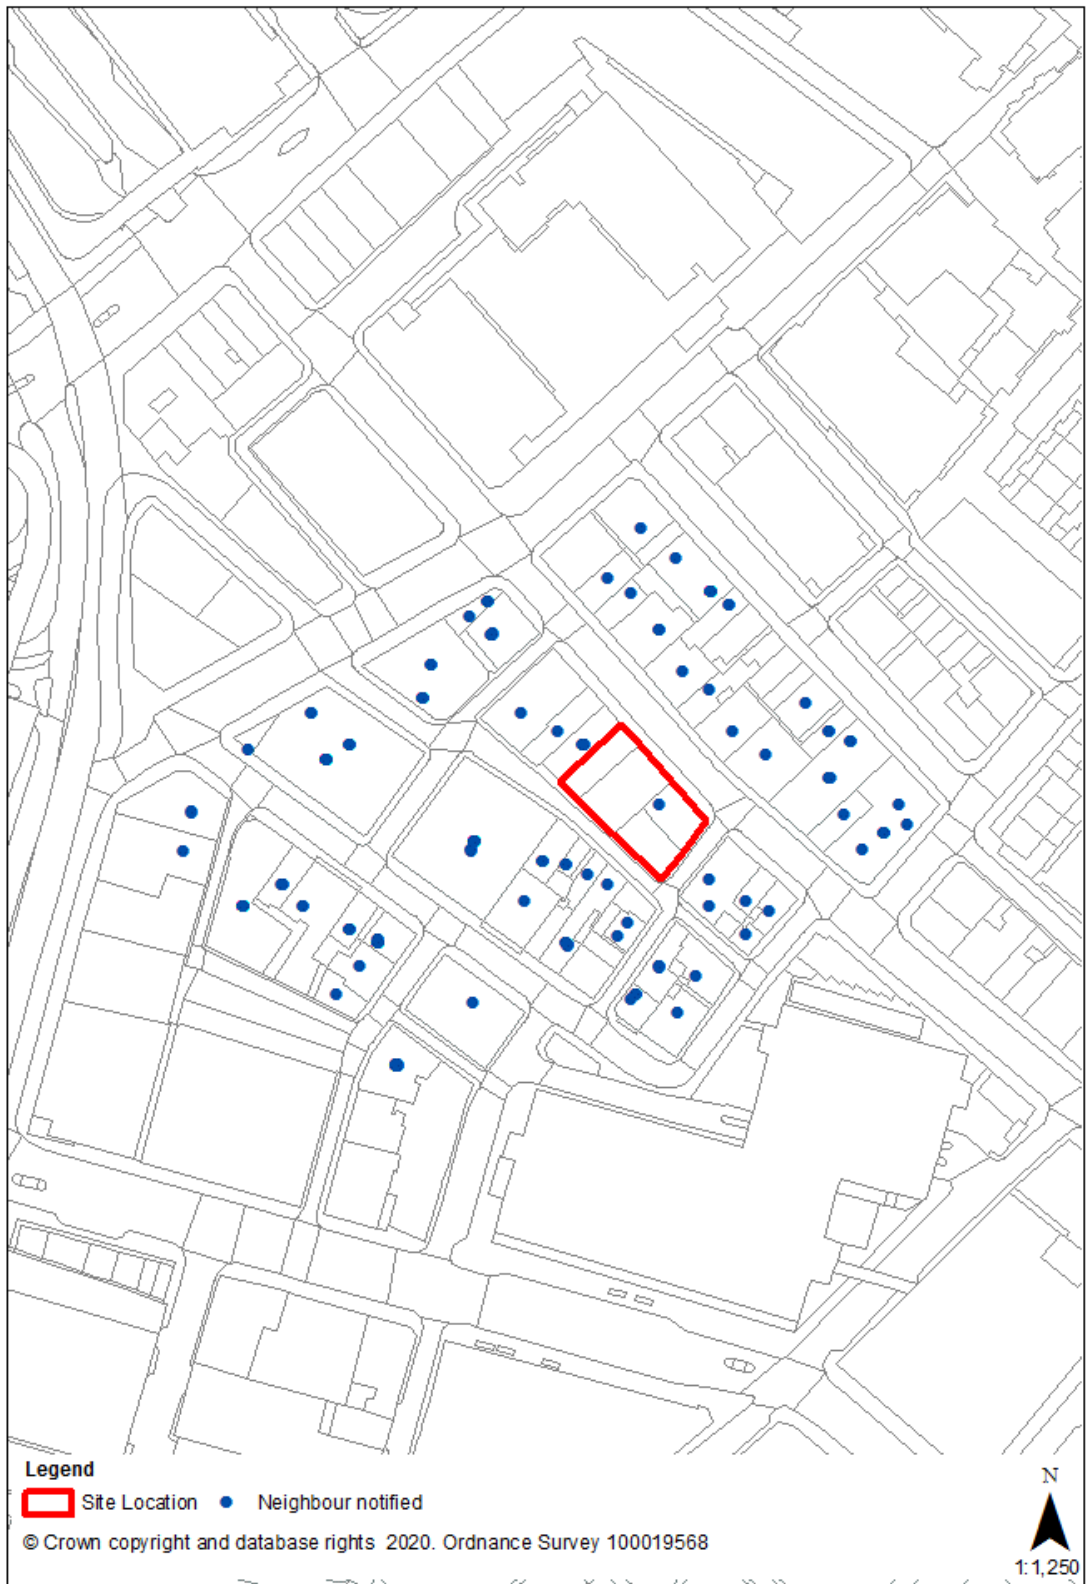 Legend
Site Location Neighbour notified
© Crown copyright and database rights 2020. Ordnance Survey 100019568
N
1:1,250